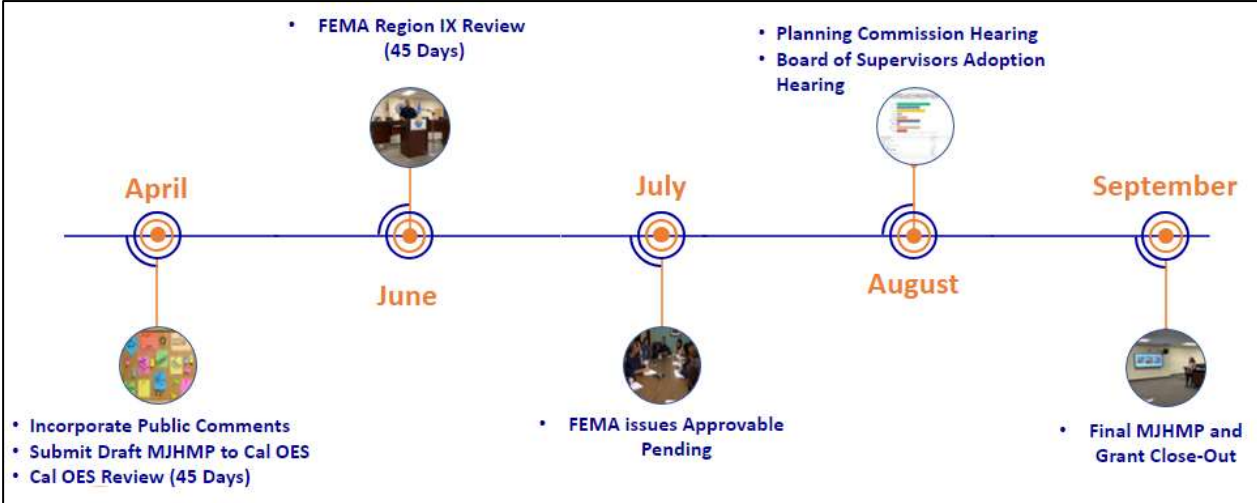 • FEMA Region IX Review
(45 Days)
• Planning Commission Hearing
• Board of Supervisors Adoption
Hearing
April
July
September
June
August
• Incorporate Public Comments
• Submit Draft MJHMP to Cal OES
• Cal OES Review (45 Days)
• FEMA issues Approvable
Pending
• Final MJHMP and
Grant Close-Out